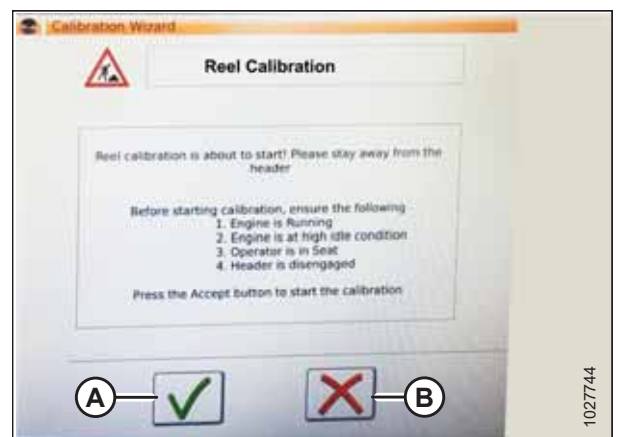 Calibration Wizard
Reel Calibration
Reel calibration is about to start! Please stay away from the
header
Before starting calibration, ensure the following
1. Engine is Running
2. Engine is at high idle condition
3. Operator is in Seat
4. Header is disengaged
Press the Accept button to start the calibration
A
B
1027744